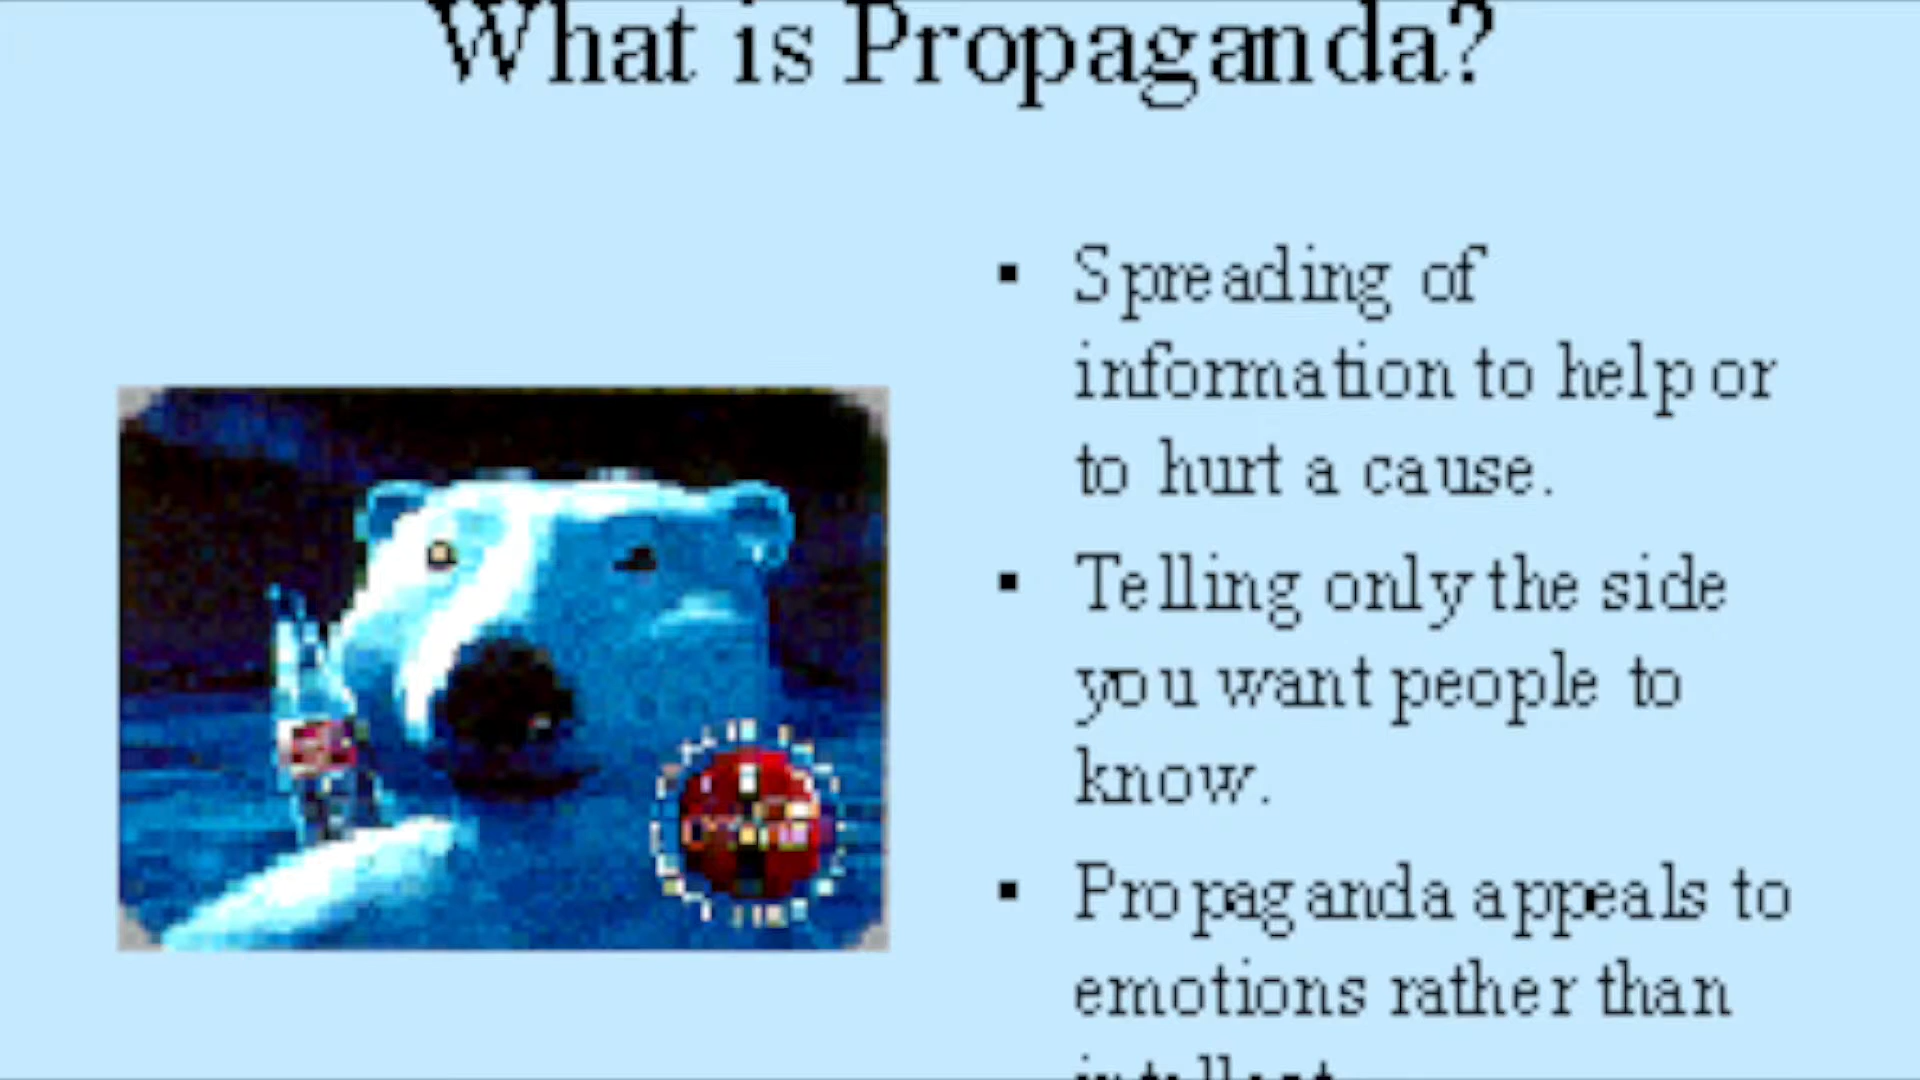 What is Propaganda?
▪ Spreading of
information to help or
to hurt a cause.
▪ Telling only the side
you want people to
know.
▪ Propaganda appeals to
emotions rather than
intellect.